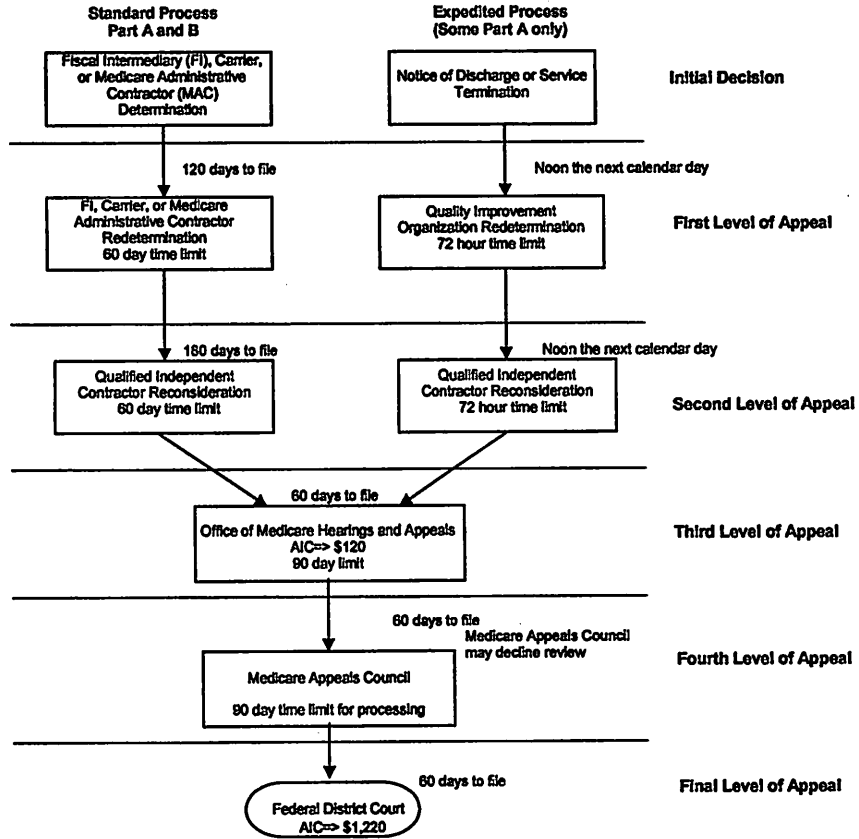 Standard Process
Part A and B
Expedited Process
(Some Part A only)
Fiscal Intermediary (FI), Carrier,
or Medicare Administrative
Contractor (MAC)
Determination
Notice of Discharge or Service
Termination
Initial Decision
120 days to file
Noon the next calendar day
FI, Carrier, or Medicare
Administrative Contractor
Redetermination
60 day time limit
Quality Improvement
Organization Redetermination
72 hour time limit
First Level of Appeal
180 days to file
Noon the next calendar day
Qualified Independent
Contractor Reconsideration
60 day time limit
Qualified Independent
Contractor Reconsideration
72 hour time limit
Second Level of Appeal
60 days to file
Office of Medicare Hearings and Appeals
AIC=> $120
90 day limit
Third Level of Appeal
60 days to file
Medicare Appeals Council
may decline review
Medicare Appeals Council
90 day time limit for processing
Fourth Level of Appeal
60 days to file
Federal District Court
AIC=> $1,220
Final Level of Appeal